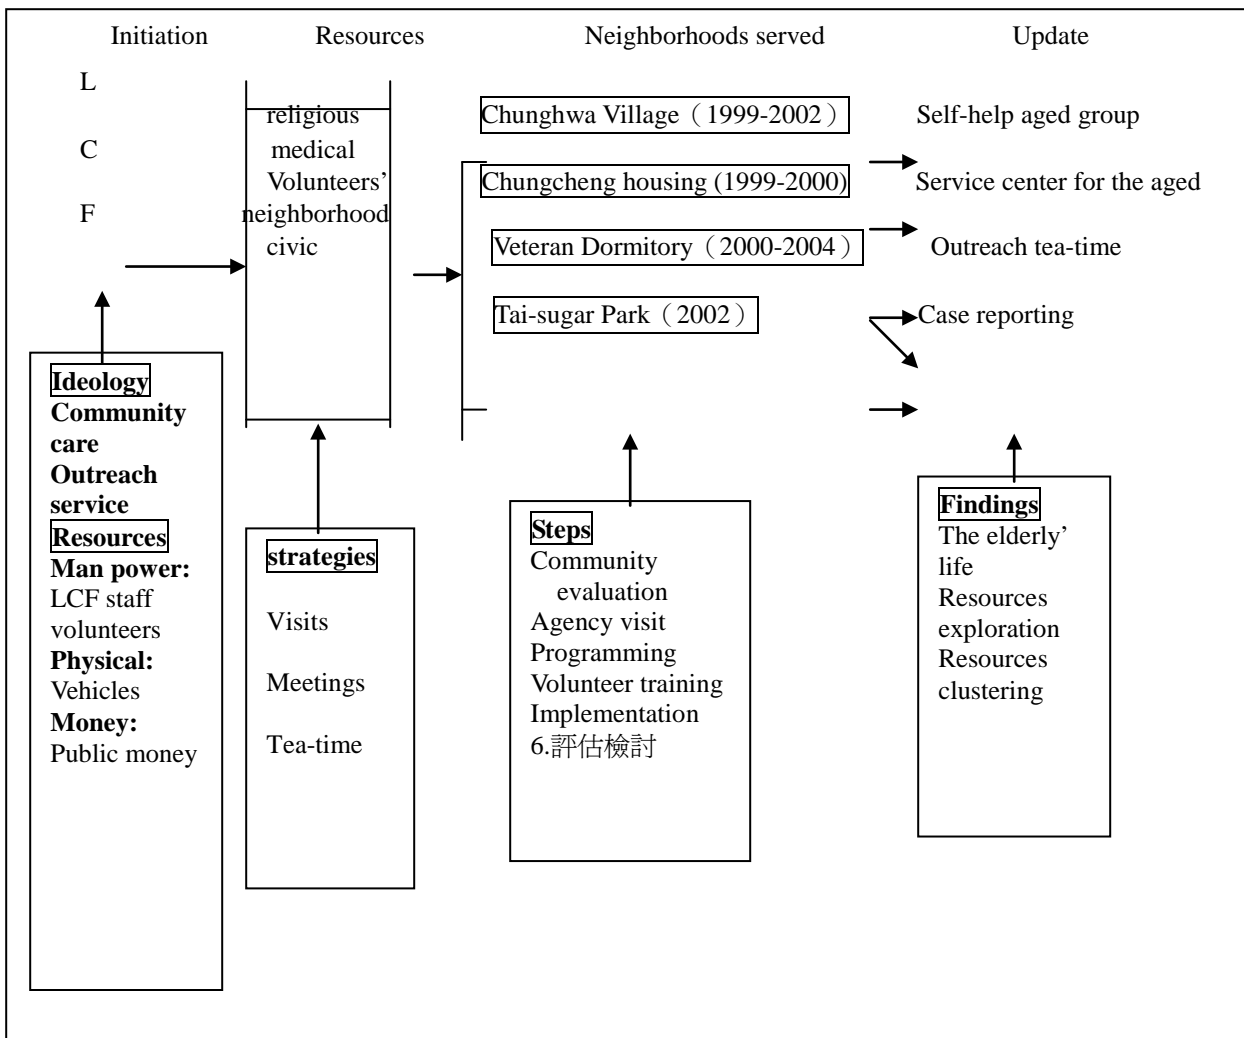 Initiation
Resources
Neighborhoods served
Update
L
C
F
religious
medical
Volunteers’
neighborhood
civic
Chunghwa Village（1999-2002）
Chungcheng housing (1999-2000)
Veteran Dormitory（2000-2004）
Tai-sugar Park（2002）
Self-help aged group
Service center for the aged
Outreach tea-time
Case reporting
Ideology
Community
care
Outreach
service
Resources
Man power:
LCF staff
volunteers
Physical:
Vehicles
Money:
Public money
strategies
Visits
Meetings
Tea-time
Steps
Community
evaluation
Agency visit
Programming
Volunteer training
Implementation
6.評估檢討
Findings
The elderly’
life
Resources
exploration
Resources
clustering